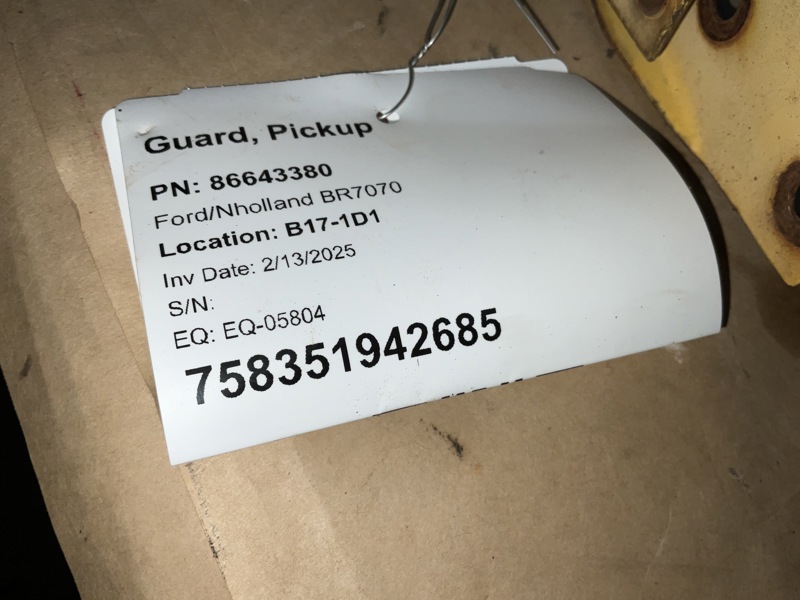 Guard, Pickup
PN: 86643380
Ford/Nholland BR7070
Location: B17-1D1
Inv Date: 2/13/2025
S/N:
EQ: EQ-05804
758351942685